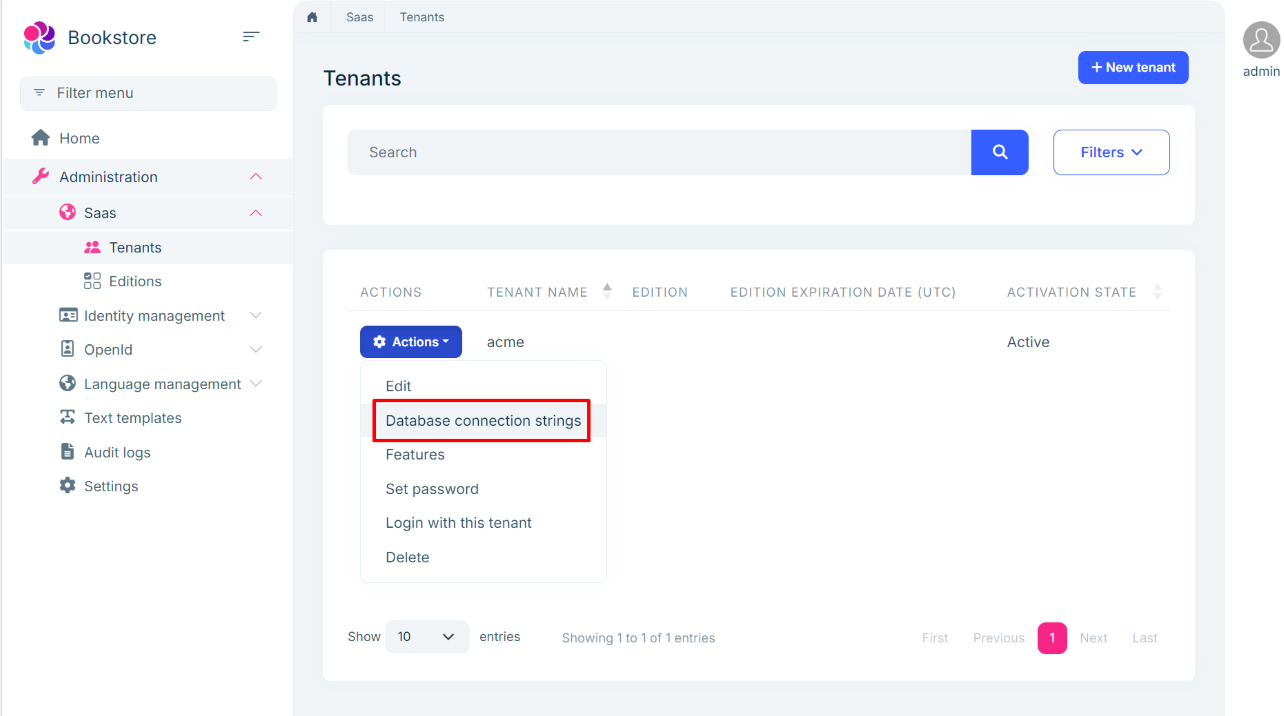 Bookstore
Filter menu
Home
Administration
Saas
Tenants
Editions
Identity management
OpenId
Language management
Text templates
Audit logs
Settings
Saas Tenants
Tenants
+ New tenant
Search
Filters
ACTIONS TENANT NAME EDITION EDITION EXPIRATION DATE (UTC) ACTIVATION STATE
Actions acme Active
Edit
Database connection strings
Features
Set password
Login with this tenant
Delete
Show 10 entries Showing 1 to 1 of 1 entries First Previous 1 Next Last
admin